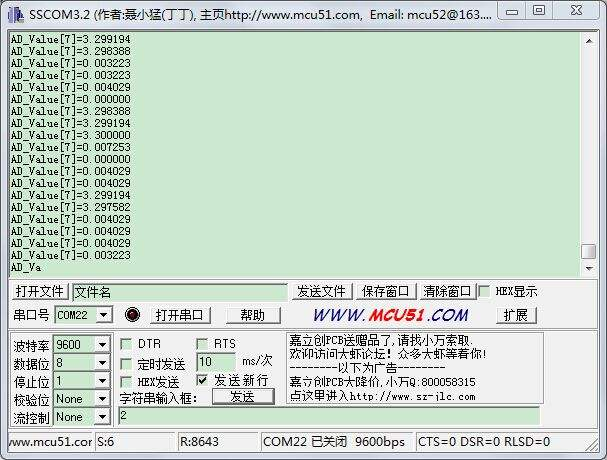 SSCOM3.2 (作者:聂小猛(丁丁), 主页http://www.mcu51.com, Email: mcu52@163....
AD_Value[7]=3.299194
AD_Value[7]=3.298388
AD_Value[7]=0.003223
AD_Value[7]=0.003223
AD_Value[7]=0.004029
AD_Value[7]=0.000000
AD_Value[7]=3.298388
AD_Value[7]=3.299194
AD_Value[7]=3.300000
AD_Value[7]=0.007253
AD_Value[7]=0.000000
AD_Value[7]=0.004029
AD_Value[7]=0.004029
AD_Value[7]=3.299194
AD_Value[7]=3.297582
AD_Value[7]=0.004029
AD_Value[7]=0.004029
AD_Value[7]=0.004029
AD_Value[7]=0.003223
AD_Va
打开文件 文件名 发送文件 保存窗口 清除窗口 HEX显示
串口号 COM22 打开串口 帮助 WWW.MCU51.COM 扩展
波特率 9600 DTR RTS
数据位 8 定时发送 10 ms/次
停止位 1 HEX发送 发送新行
校验位 None 字符串输入框: 发送
流控制 None 2
嘉立创PCB送赠品了,请找小万索取.
欢迎访问大虾论坛！众多大虾等着你!
--------以下为广告--------
嘉立创PCB大降价,小万Q:800058315
点这里讲入http://www.sz-jlc.com
www.mcu51.cor S:6 R:8643 COM22 已关闭 9600bps CTS=0 DSR=0 RLSD=0